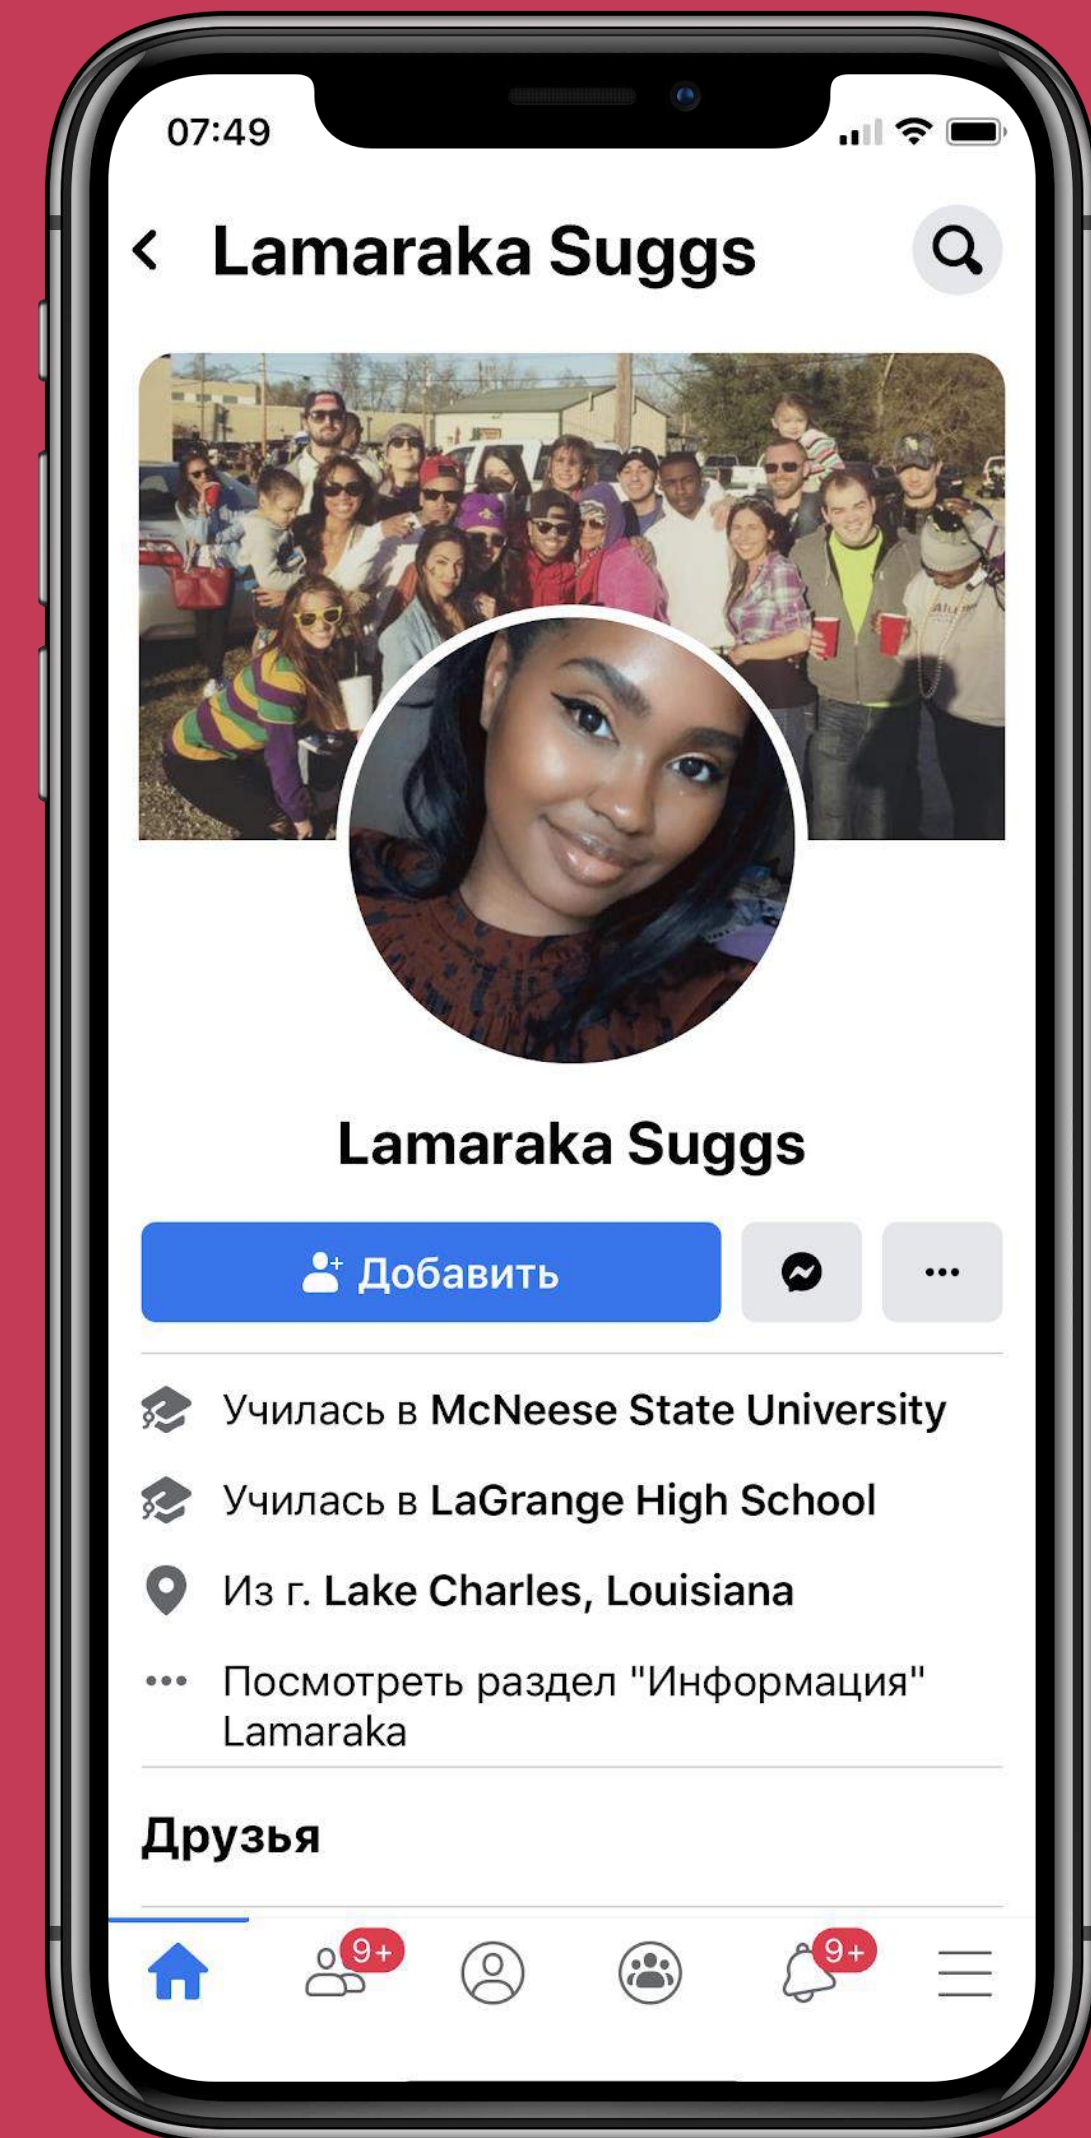 07:49
Lamaraka Suggs
Lamaraka Suggs
Добавить
Училась в McNeese State University
Училась в LaGrange High School
Из г. Lake Charles, Louisiana
Посмотреть раздел "Информация"
Lamaraka
Друзья
9+
9+